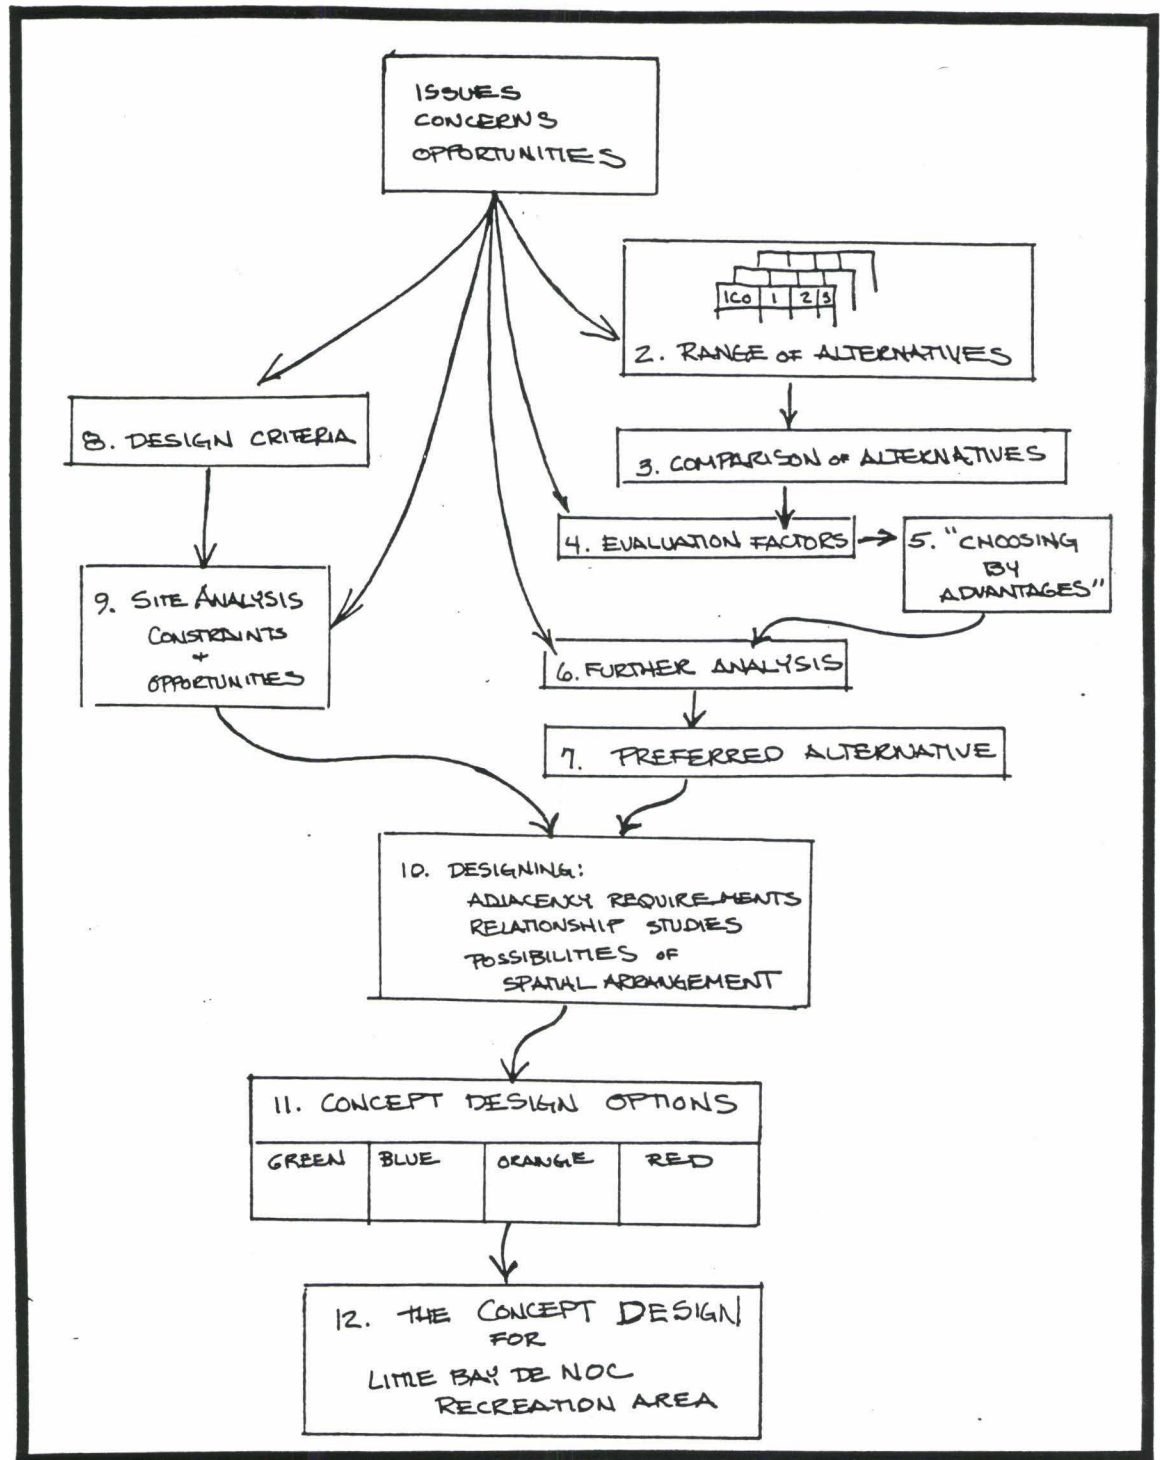 ISSUES
CONCERNS
OPPORTUNITIES
ICO 1 2 3
2. RANGE OF ALTERNATIVES
8. DESIGN CRITERIA
3. COMPARISON OF ALTERNATIVES
4. EVALUATION FACTORS
5. "CHOOSING
BY
ADVANTAGES"
9. SITE ANALYSIS
CONSTRAINTS
+
OPPORTUNITIES
6. FURTHER ANALYSIS
7. PREFERRED ALTERNATIVE
10. DESIGNING:
ADJACENCY REQUIREMENTS
RELATIONSHIP STUDIES
POSSIBILITIES OF
SPATIAL ARRANGEMENT
11. CONCEPT DESIGN OPTIONS
GREEN BLUE ORANGE RED
12. THE CONCEPT DESIGN
FOR
LITTLE BAY DE NOC
RECREATION AREA